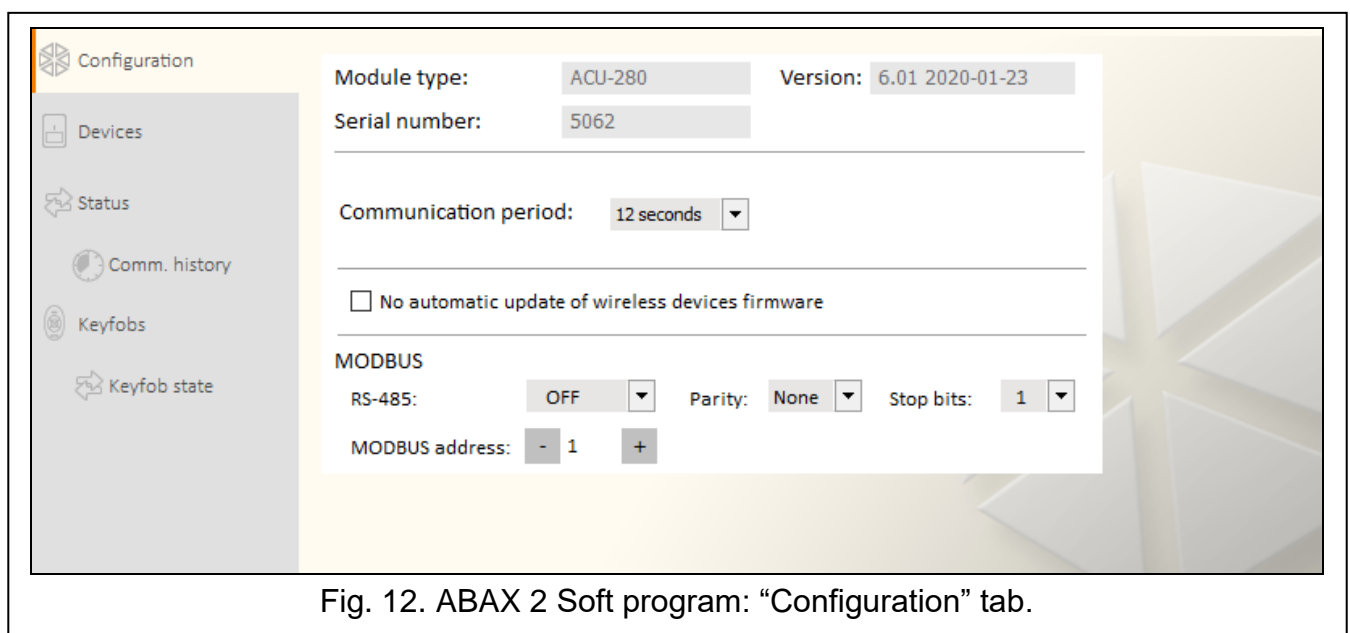 Configuration
Devices
Status
Comm. history
Keyfobs
Keyfob state
Module type: ACU-280 Version: 6.01 2020-01-23
Serial number: 5062
Communication period: 12 seconds
No automatic update of wireless devices firmware
MODBUS
RS-485: OFF Parity: None Stop bits: 1
MODBUS address: - 1 +
Fig. 12. ABAX 2 Soft program: “Configuration” tab.